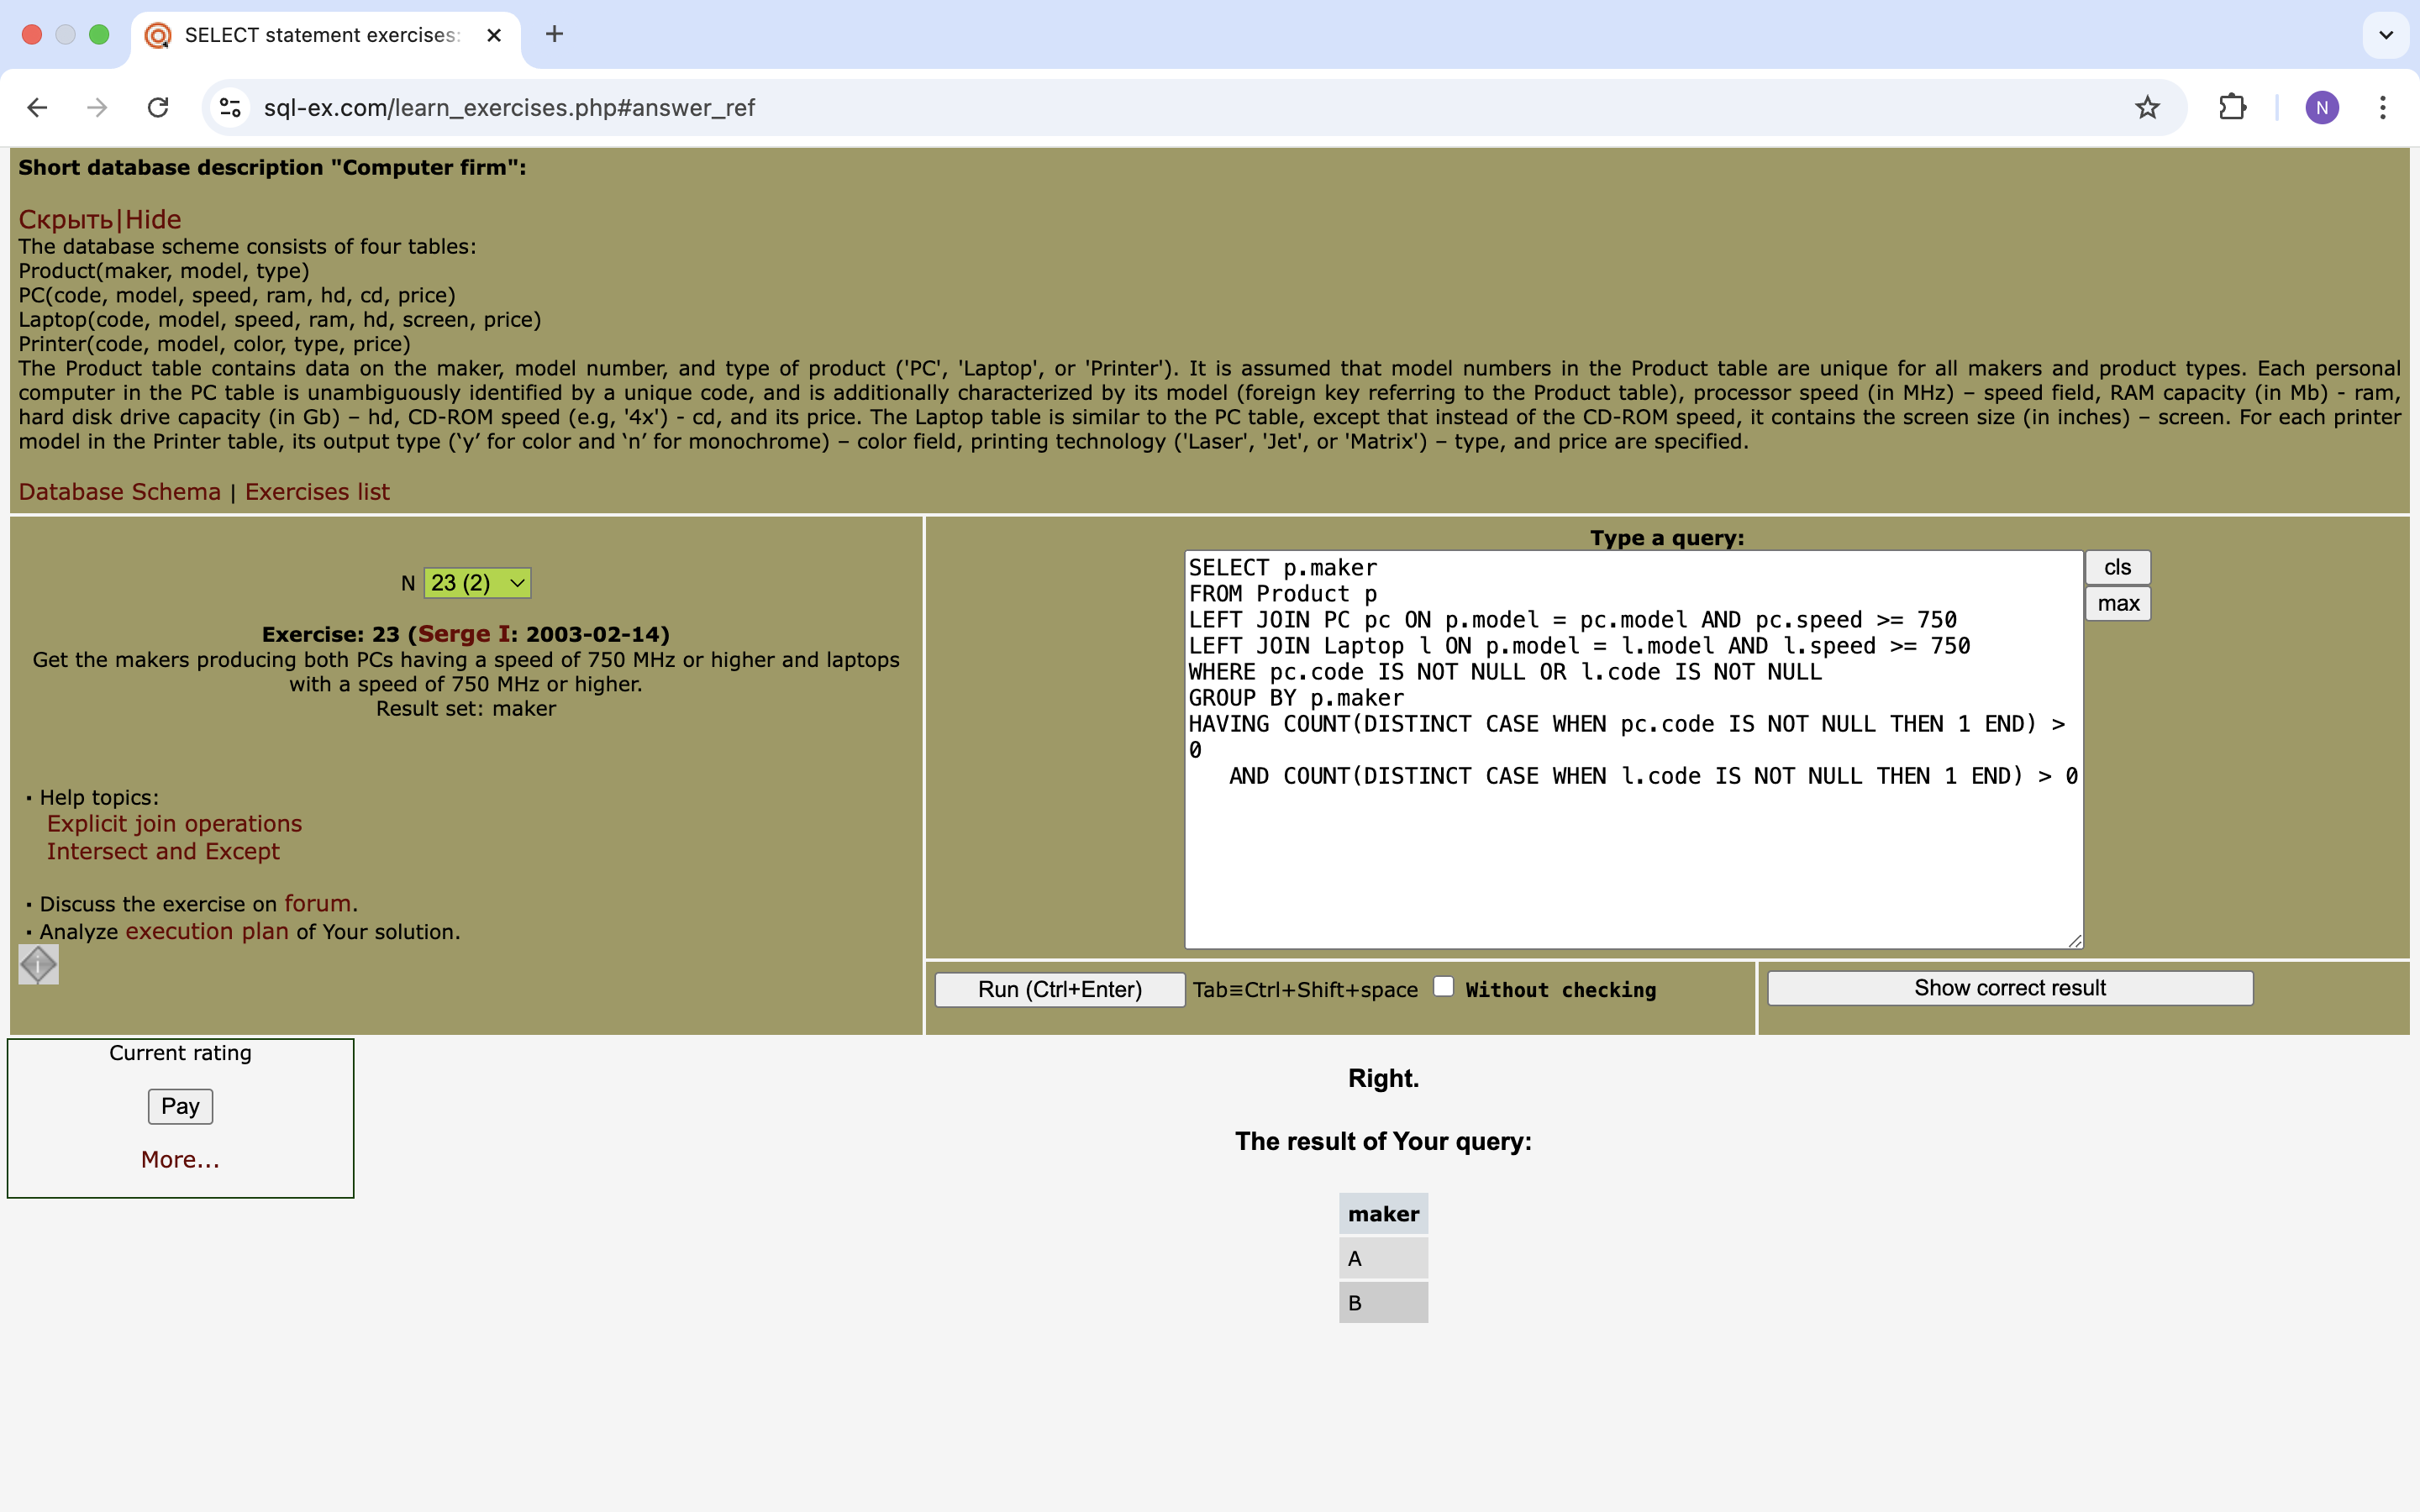 SELECT statement exercises:
sql-ex.com/learn_exercises.php#answer_ref
N
Short database description "Computer firm":
Скрыть|Hide
The database scheme consists of four tables:
Product(maker, model, type)
PC(code, model, speed, ram, hd, cd, price)
Laptop(code, model, speed, ram, hd, screen, price)
Printer(code, model, color, type, price)
The Product table contains data on the maker, model number, and type of product ('PC', 'Laptop', or 'Printer'). It is assumed that model numbers in the Product table are unique for all makers and product types. Each personal
computer in the PC table is unambiguously identified by a unique code, and is additionally characterized by its model (foreign key referring to the Product table), processor speed (in MHz) – speed field, RAM capacity (in Mb) - ram,
hard disk drive capacity (in Gb) – hd, CD-ROM speed (e.g, '4x') - cd, and its price. The Laptop table is similar to the PC table, except that instead of the CD-ROM speed, it contains the screen size (in inches) – screen. For each printer
model in the Printer table, its output type (‘y’ for color and ‘n’ for monochrome) – color field, printing technology ('Laser', 'Jet', or 'Matrix') – type, and price are specified.
Database Schema | Exercises list
N 23 (2)
Exercise: 23 (Serge I: 2003-02-14)
Get the makers producing both PCs having a speed of 750 MHz or higher and laptops
with a speed of 750 MHz or higher.
Result set: maker
▪ Help topics:
Explicit join operations
Intersect and Except
▪ Discuss the exercise on forum.
▪ Analyze execution plan of Your solution.
Type a query:
SELECT p.maker
FROM Product p
LEFT JOIN PC pc ON p.model = pc.model AND pc.speed >= 750
LEFT JOIN Laptop l ON p.model = l.model AND l.speed >= 750
WHERE pc.code IS NOT NULL OR l.code IS NOT NULL
GROUP BY p.maker
HAVING COUNT(DISTINCT CASE WHEN pc.code IS NOT NULL THEN 1 END) >
0
AND COUNT(DISTINCT CASE WHEN l.code IS NOT NULL THEN 1 END) > 0
cls
max
Run (Ctrl+Enter) Tab≡Ctrl+Shift+space Without checking
Show correct result
Current rating
Pay
More...
Right.
The result of Your query:
maker
A
B